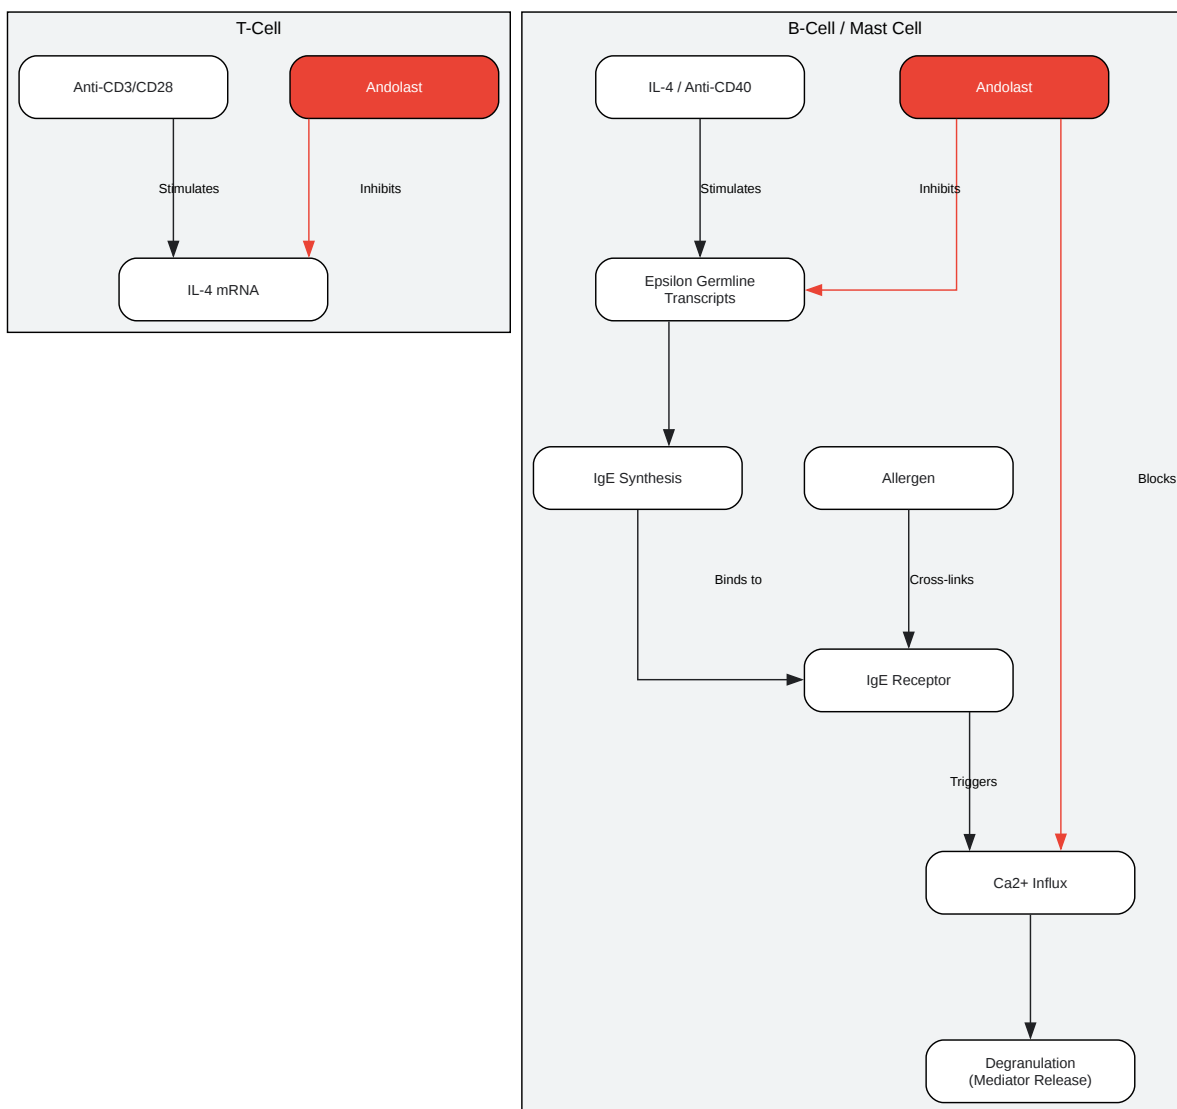 T-Cell
Anti-CD3/CD28
Andolast
Stimulates
Inhibits
IL-4 mRNA
B-Cell / Mast Cell
IL-4 / Anti-CD40
Andolast
Stimulates
Inhibits
Epsilon Germline
Transcripts
IgE Synthesis
Allergen
Blocks
Binds to
Cross-links
IgE Receptor
Triggers
Ca2+ Influx
Degranulation
(Mediator Release)